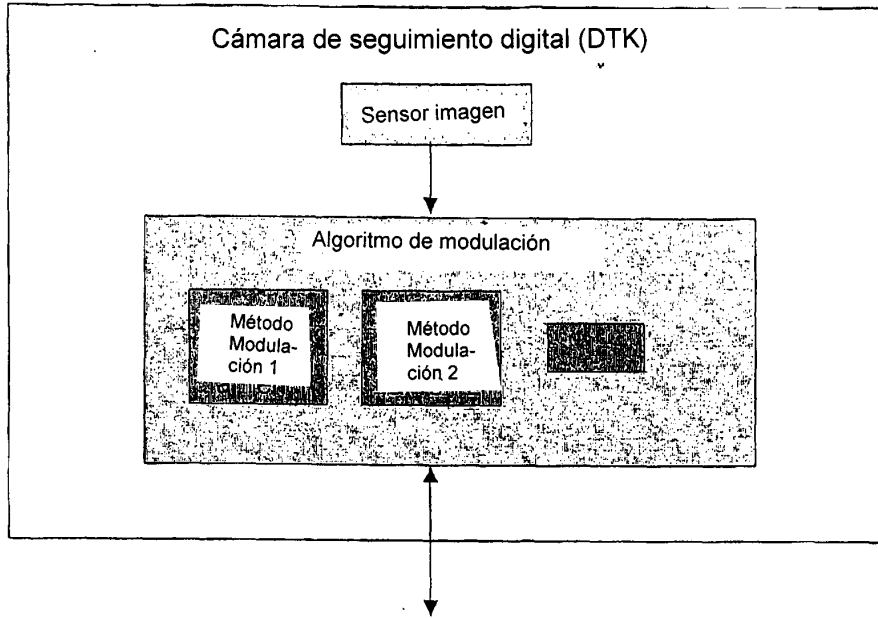 Cámara de seguimiento digital (DTK)
Sensor imagen
Algoritmo de modulación
Método
Modula-
ción 1
Método
Modula-
ción 2